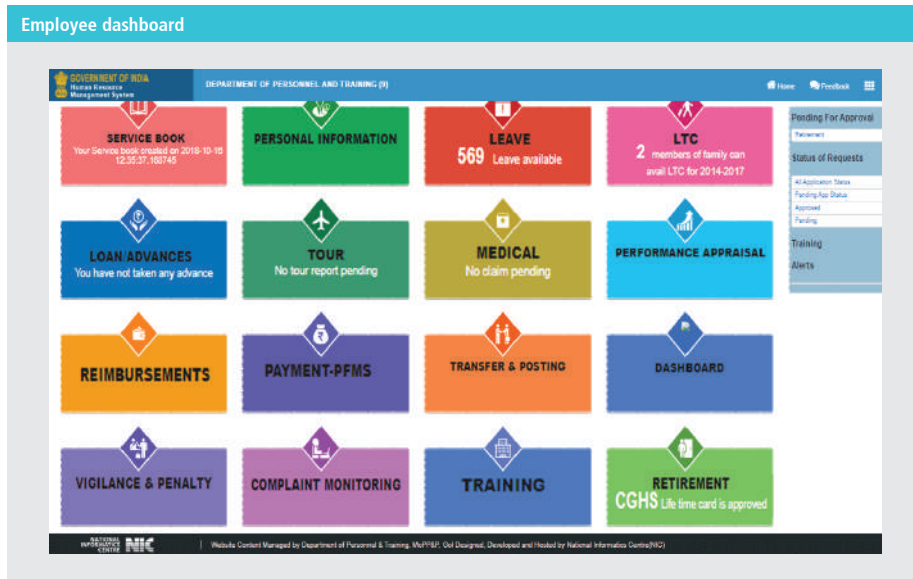 Employee dashboard
GOVERNMENT OF INDIA
Human Resource
Management System
DEPARTMENT OF PERSONNEL AND TRAINING (9)
Home
Feedback
SERVICE BOOK
Your Service book created on 2018-10-16
12:35:37.168745
PERSONAL INFORMATION
LEAVE
569 Leave available
LTC
2 members of family can
avail LTC for 2014-2017
LOAN/ADVANCES
You have not taken any advance
TOUR
No tour report pending
MEDICAL
No claim pending
PERFORMANCE APPRAISAL
REIMBURSEMENTS
PAYMENT-PFMS
TRANSFER & POSTING
DASHBOARD
VIGILANCE & PENALTY
COMPLAINT MONITORING
TRAINING
RETIREMENT
CGHS Life time card is approved
Pending For Approval
Retirement
Status of Requests
All Application Status
Pending App Status
Approved
Pending
Training
Alerts
NATIONAL
INFORMATICS
CENTRE
NIC
Website Content Managed by Department of Personnel & Training, MoPP&P, GoI Designed, Developed and Hosted by National Informatics Centre(NIC)